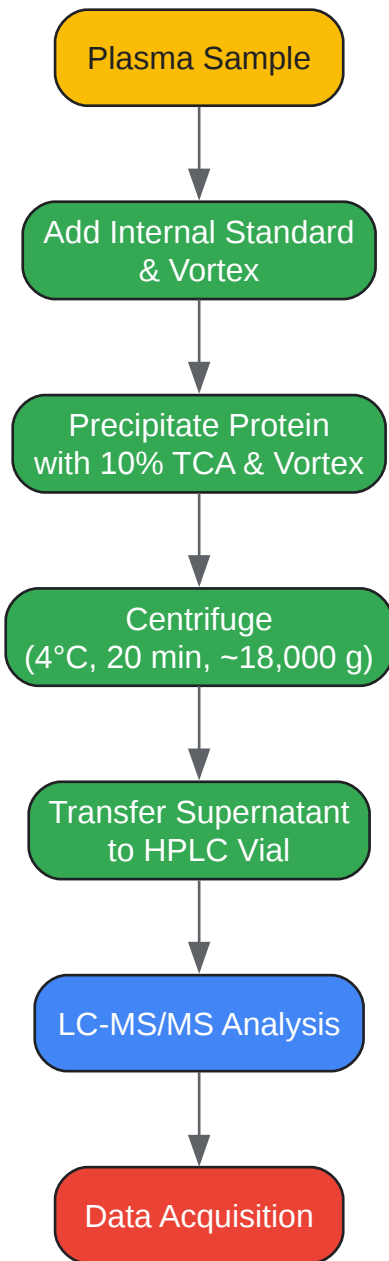 Plasma Sample
Add Internal Standard
& Vortex
Precipitate Protein
with 10% TCA & Vortex
Centrifuge
(4°C, 20 min, ~18,000 g)
Transfer Supernatant
to HPLC Vial
LC-MS/MS Analysis
Data Acquisition